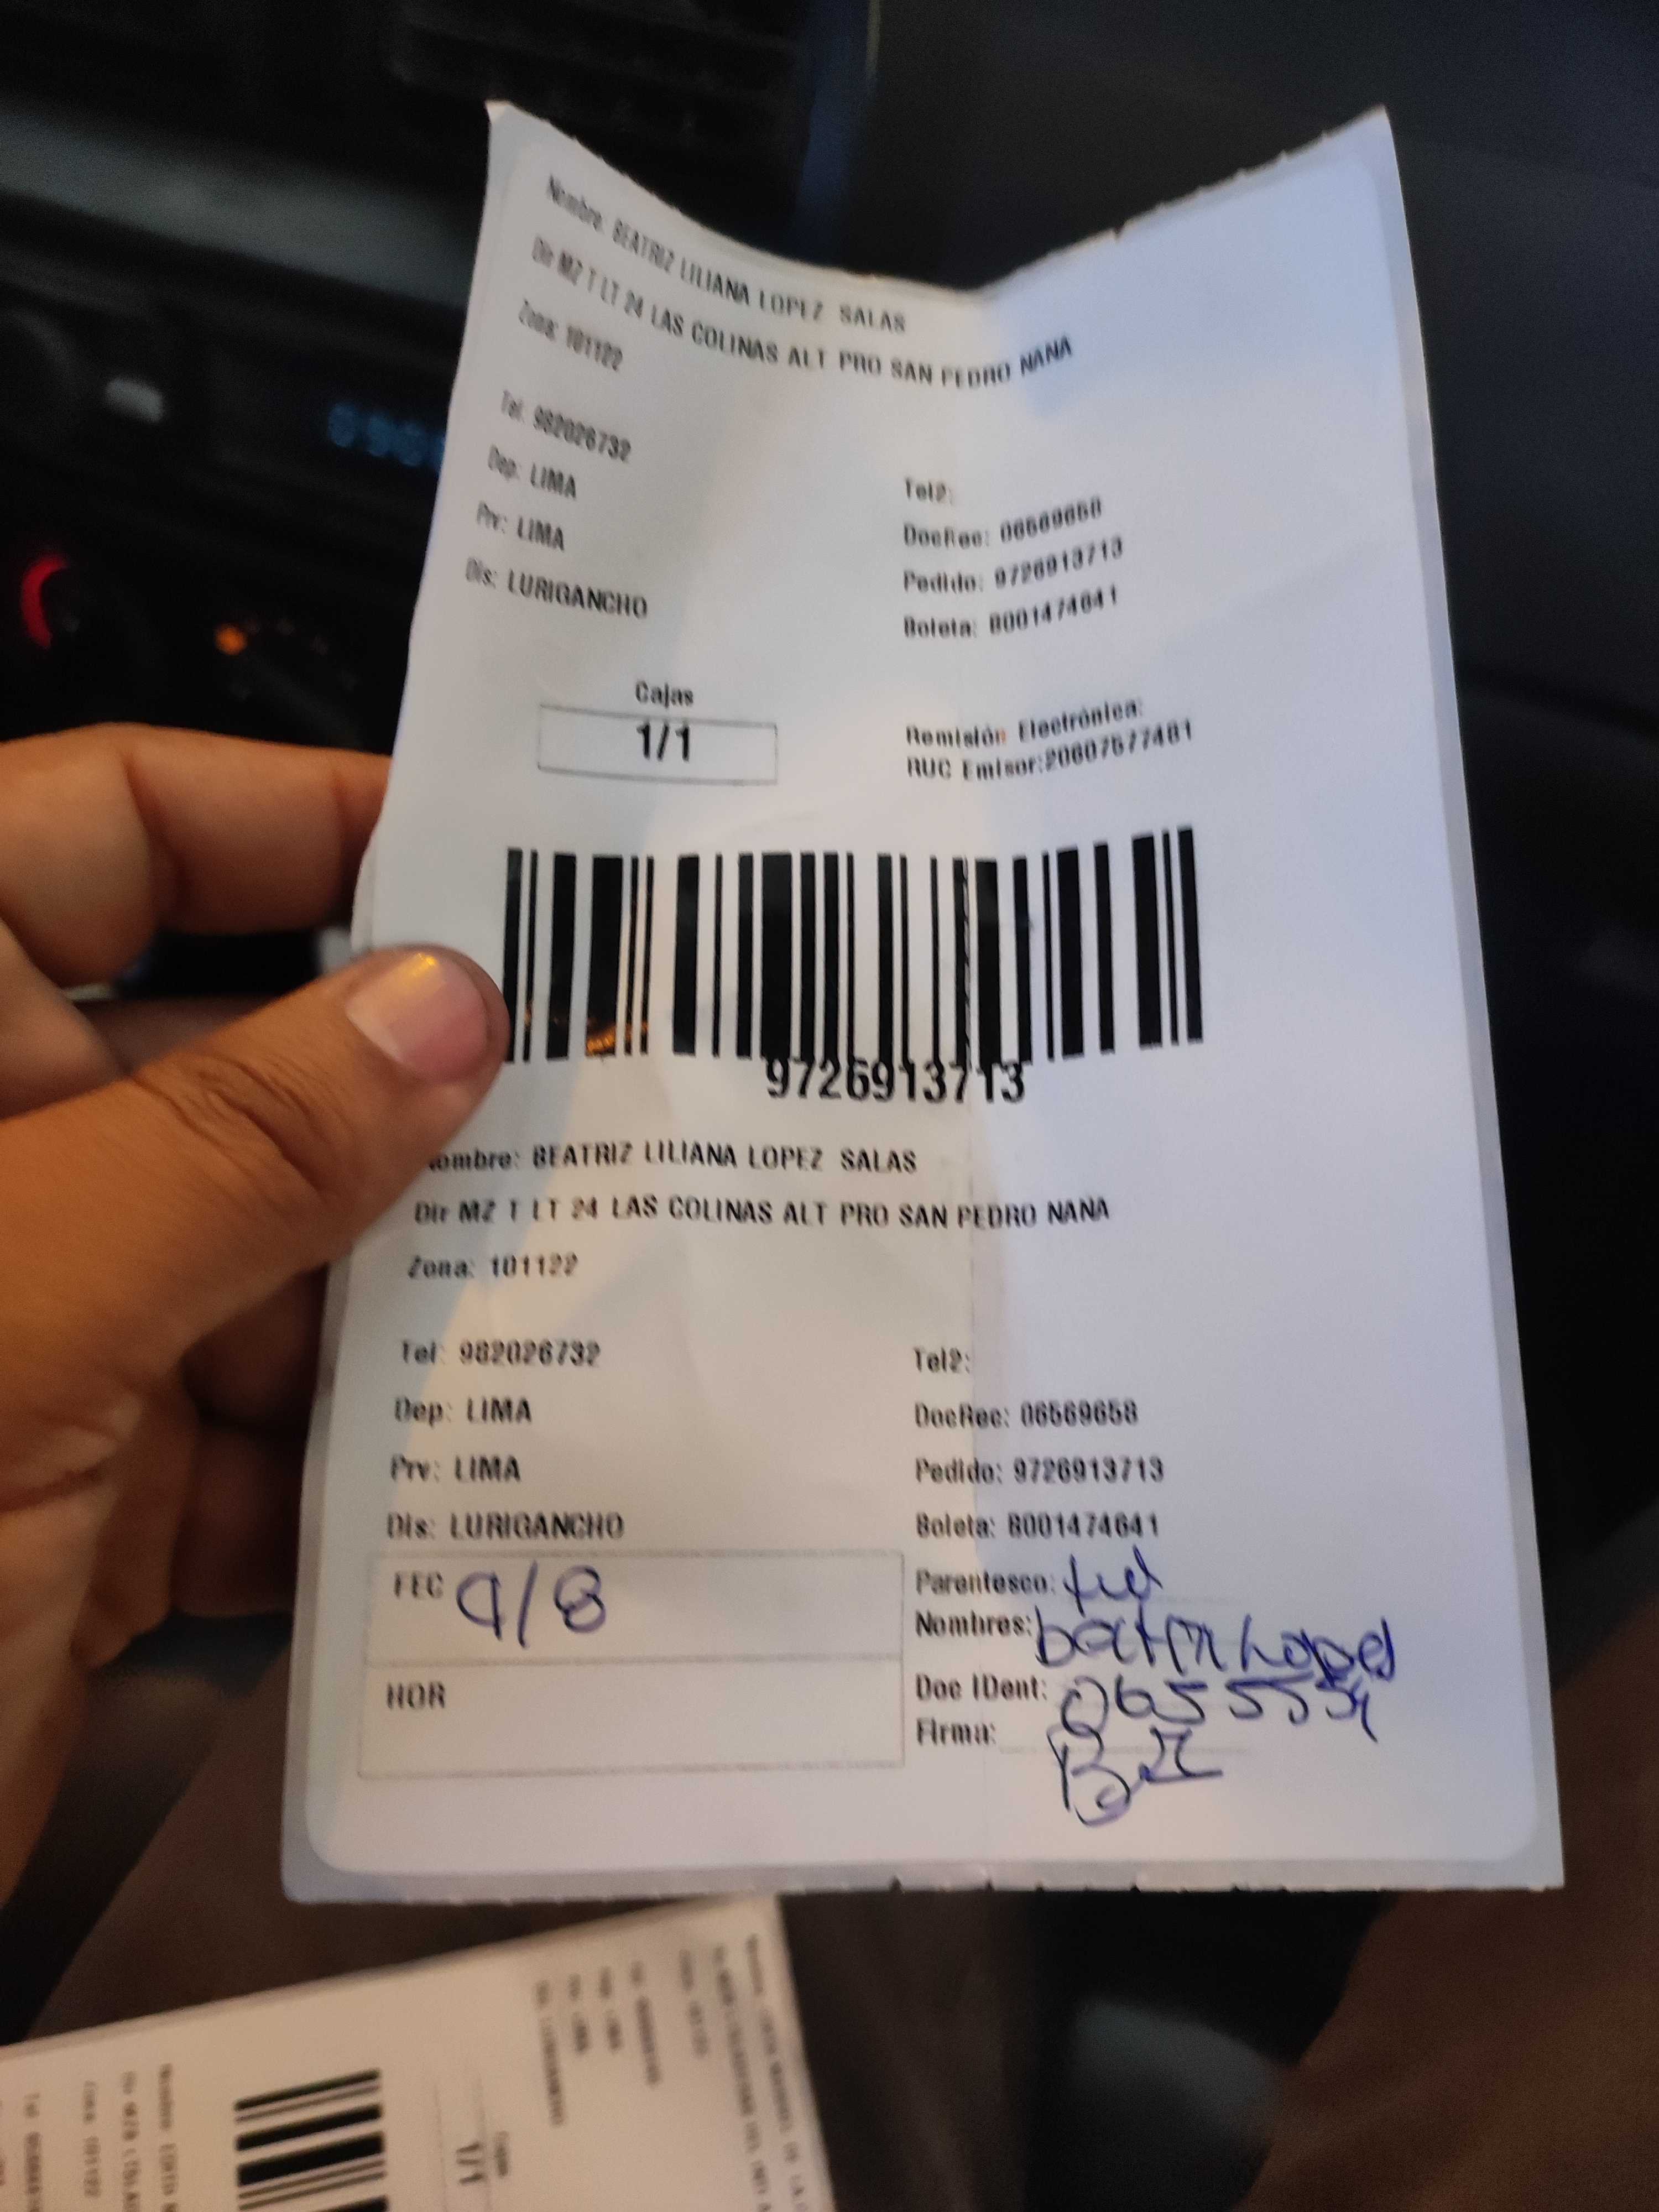 Nombre: BEATRIZ LILIANA LOPEZ SALAS
Dir MZ T LT 24 LAS COLINAS ALT PRO SAN PEDRO NANA
Zona: 101122
Tel: 982026732
Dep: LIMA
Prv: LIMA
Dis: LURIGANCHO
Tel2:
DocRec: 06569658
Pedido: 9726913713
Boleta: B001474641
Cajas
1/1
Remisión Electrónica:
RUC Emisor:20607577481
9726913713
ombre: BEATRIZ LILIANA LOPEZ SALAS
Dir MZ T LT 24 LAS COLINAS ALT PRO SAN PEDRO NANA
Zona: 101122
Tel: 982026732
Dep: LIMA
Prv: LIMA
Dis: LURIGANCHO
Tel2:
DocRec: 06569658
Pedido: 9726913713
Boleta: B001474641
FEC 9/8
HOR
Parentesco:
Nombres:
Doc IDent:
Firma:
1/1